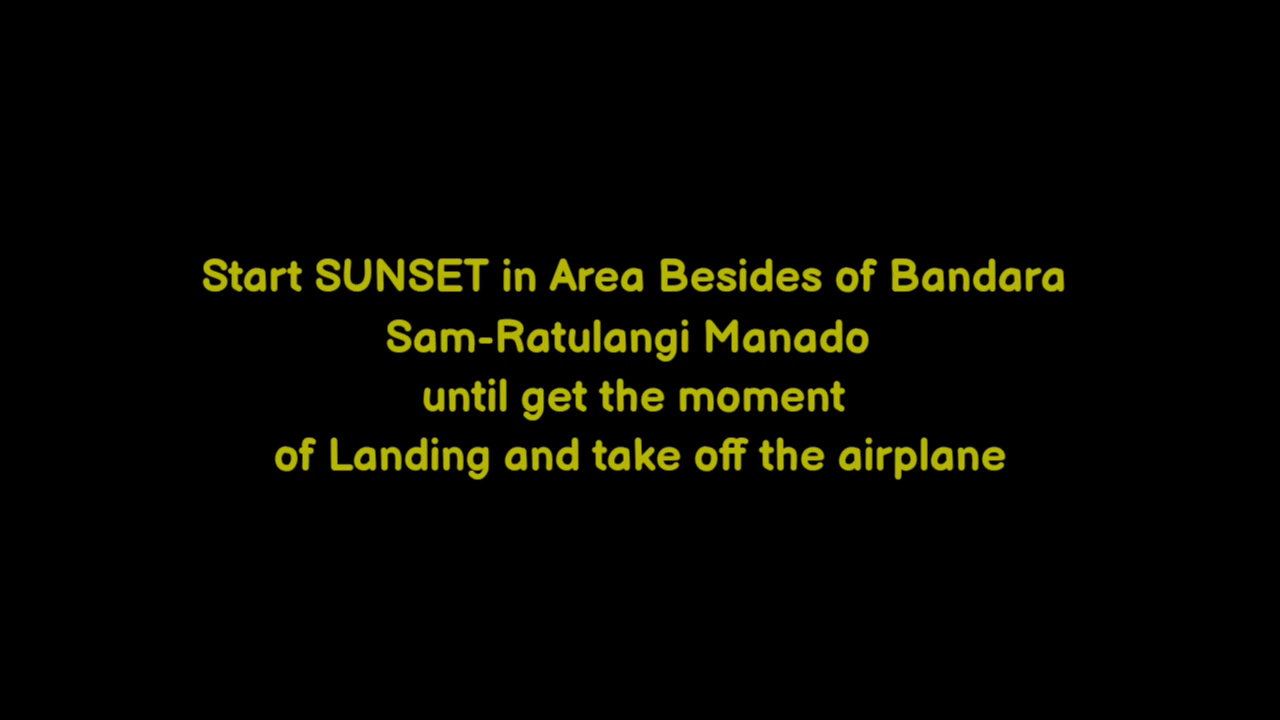 Start SUNSET in Area Besides of Bandara
Sam-Ratulangi Manado
until get the moment
of Landing and take off the airplane